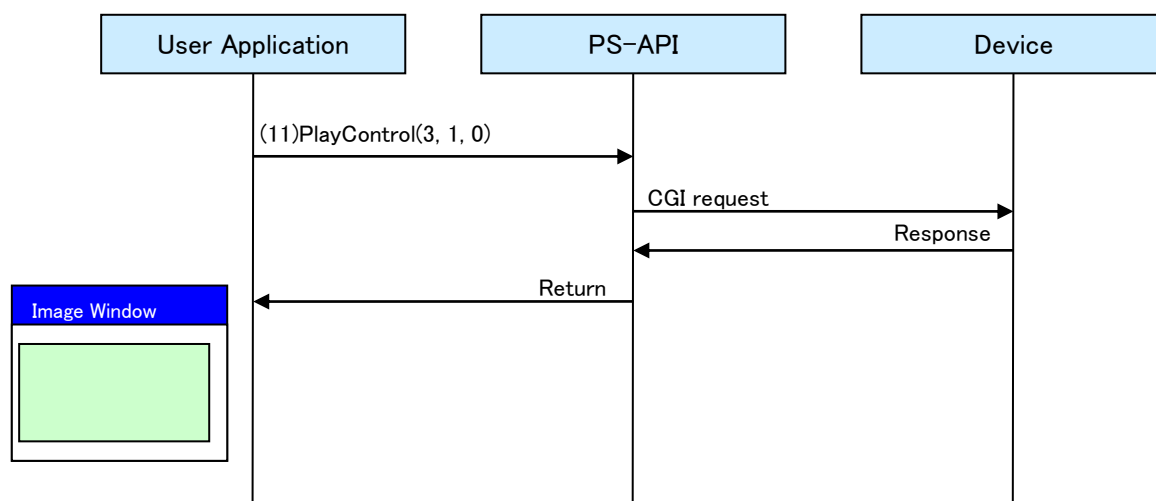 User Application
PS-API
Device
(11)PlayControl(3, 1, 0)
CGI request
Response
Return
Image Window